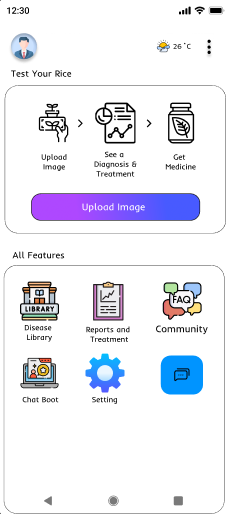 12:30
26 °C
Test Your Rice
Upload
Image
See a
Diagnosis &
Treatment
Get
Medicine
Upload Image
All Features
LIBRARY
FAQ
Disease
Library
Reports and
Treatment
Community
Chat Boot
Setting